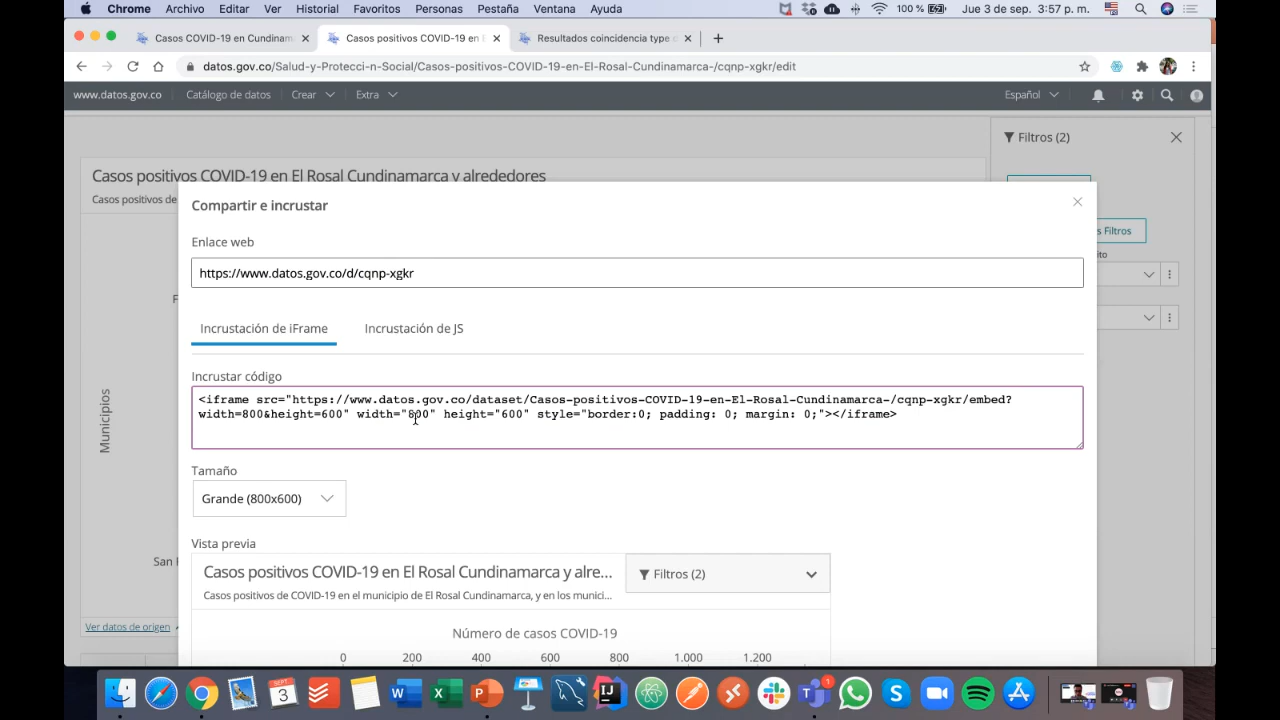 Chrome Archivo Editar Ver Historial Favoritos Personas Pestaña Ventana Ayuda 100 % Jue 3 de sep. 3:57 p. m.
Casos COVID-19 en Cundinam
Casos positivos COVID-19 en
Resultados coincidencia type
datos.gov.co/Salud-y-Protecci-n-Social/Casos-positivos-COVID-19-en-El-Rosal-Cundinamarca-/cqnp-xgkr/edit
www.datos.gov.co Catálogo de datos Crear Extra Español
Filtros (2)
Casos positivos COVID-19 en El Rosal Cundinamarca y alrededores
Casos positivos de
Compartir e incrustar
Enlace web
s Filtros
ito
https://www.datos.gov.co/d/cqnp-xgkr
F
Incrustación de iFrame Incrustación de JS
Incrustar código
<iframe src="https://www.datos.gov.co/dataset/Casos-positivos-COVID-19-en-El-Rosal-Cundinamarca-/cqnp-xgkr/embed?
width=800&height=600" width="800" height="600" style="border:0; padding: 0; margin: 0;"></iframe>
Municipios
Tamaño
Grande (800x600)
Vista previa
San
Casos positivos COVID-19 en El Rosal Cundinamarca y alre...
Filtros (2)
Casos positivos de COVID-19 en el municipio de El Rosal Cundinamarca, y en los munici...
Ver datos de origen
Número de casos COVID-19
0 200 400 600 800 1.000 1.200
SEP
3
1